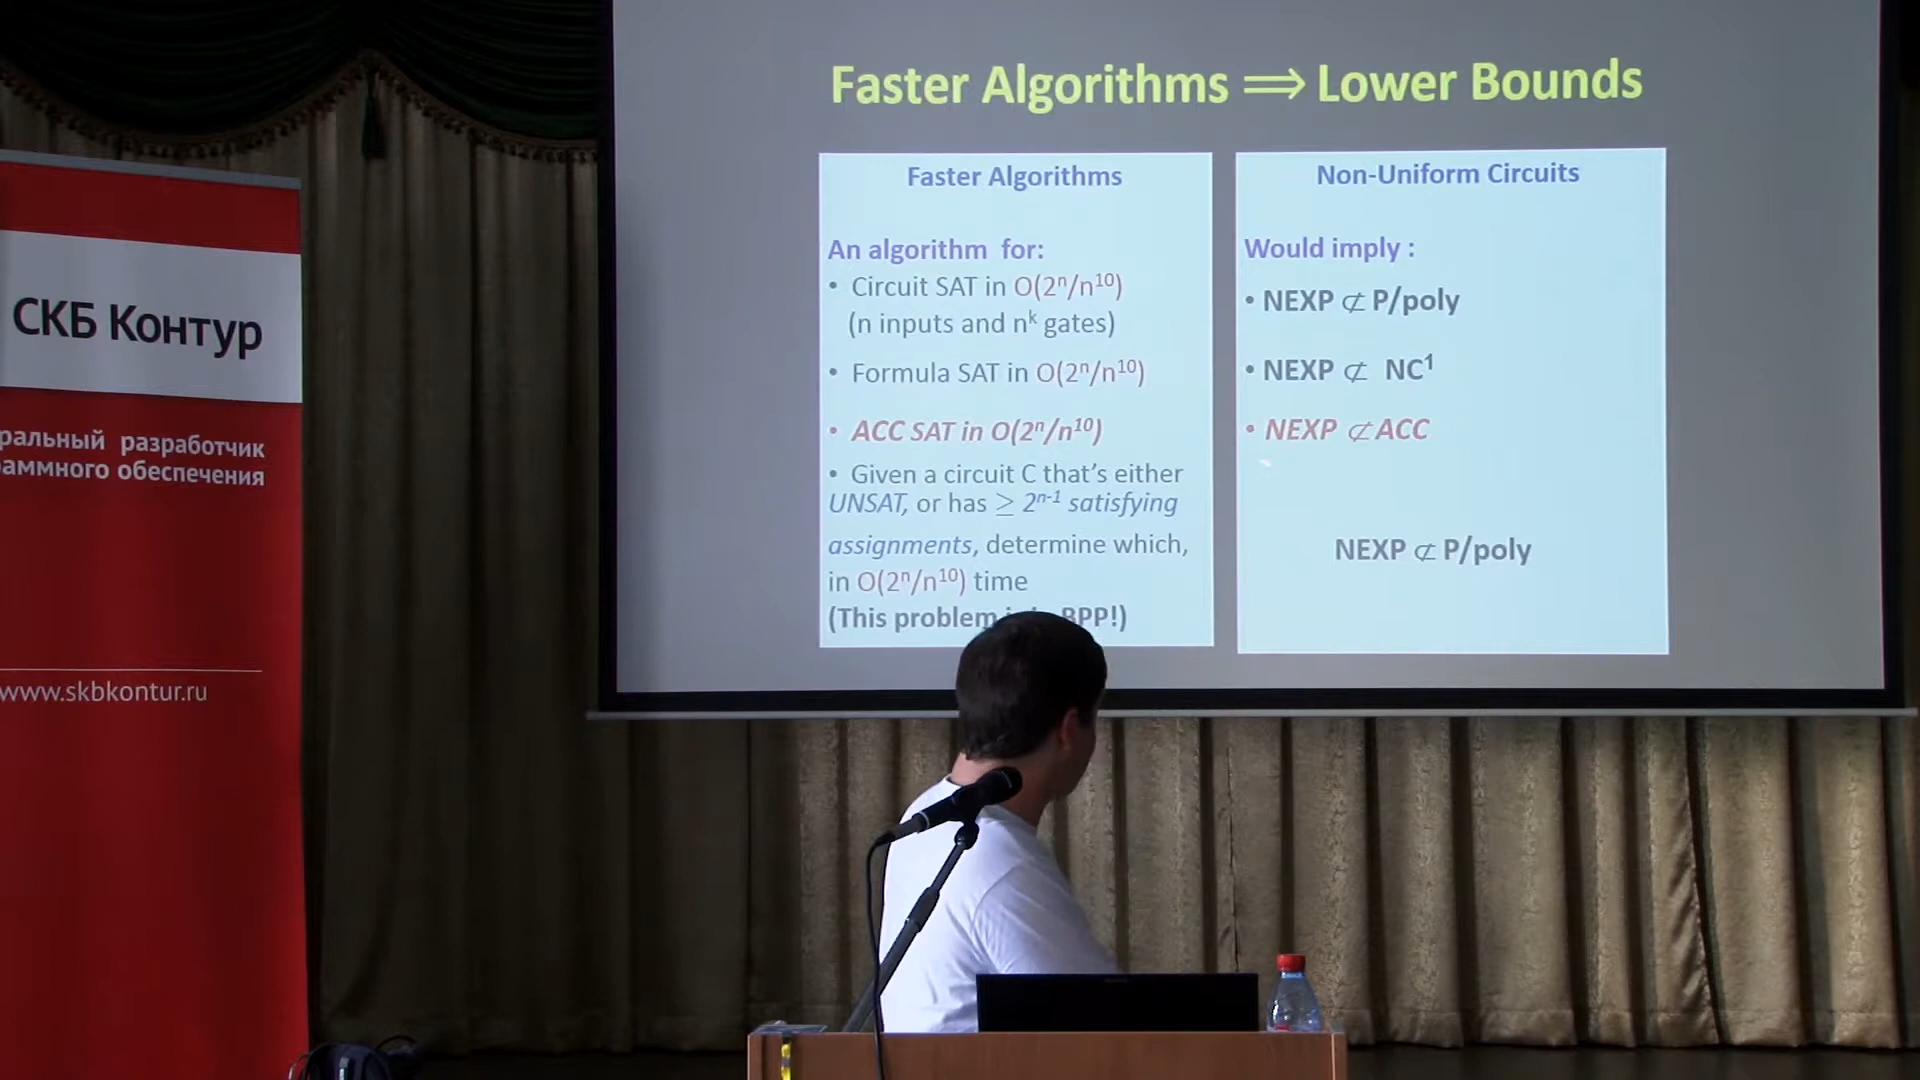 Faster Algorithms ⟹ Lower Bounds
Faster Algorithms
An algorithm for:
• Circuit SAT in O(2ⁿ/n¹⁰)
(n inputs and nᵏ gates)
• Formula SAT in O(2ⁿ/n¹⁰)
• ACC SAT in O(2ⁿ/n¹⁰)
• Given a circuit C that's either
UNSAT, or has ≥ 2ⁿ⁻¹ satisfying
assignments, determine which,
in O(2ⁿ/n¹⁰) time
(This problem BPP!)
Non-Uniform Circuits
Would imply :
• NEXP ⊄ P/poly
• NEXP ⊄ NC¹
• NEXP ⊄ ACC
NEXP ⊄ P/poly
СКБ Контур
ральный разработчик
аммного обеспечения
www.skbkontur.ru